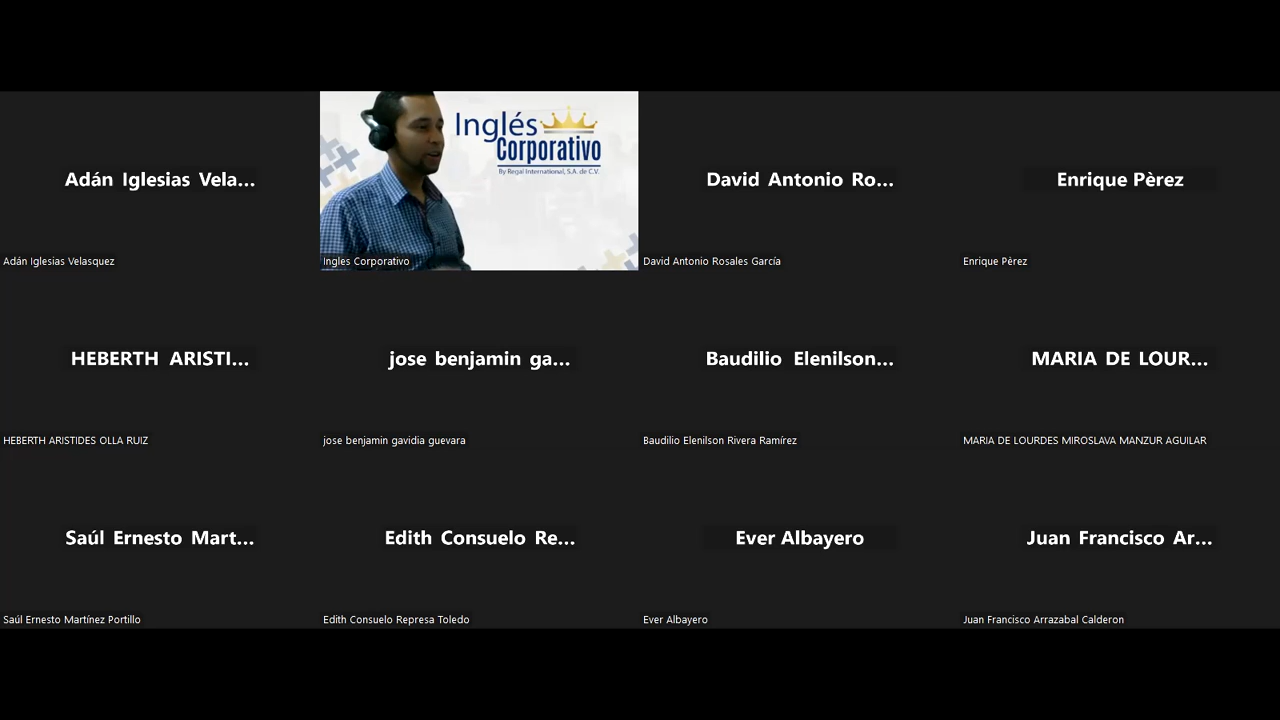 Adán Iglesias Vela...
Adán Iglesias Velasquez
Inglés
Corporativo
By Regal International, S.A. de C.V.
Ingles Corporativo
David Antonio Ro...
David Antonio Rosales García
Enrique Pèrez
Enrique Pèrez
HEBERTH ARISTI...
HEBERTH ARISTIDES OLLA RUIZ
jose benjamin ga...
jose benjamin gavidia guevara
Baudilio Elenilson...
Baudilio Elenilson Rivera Ramírez
MARIA DE LOUR...
MARIA DE LOURDES MIROSLAVA MANZUR AGUILAR
Saúl Ernesto Mart...
Saúl Ernesto Martínez Portillo
Edith Consuelo Re...
Edith Consuelo Represa Toledo
Ever Albayero
Ever Albayero
Juan Francisco Ar...
Juan Francisco Arrazabal Calderon